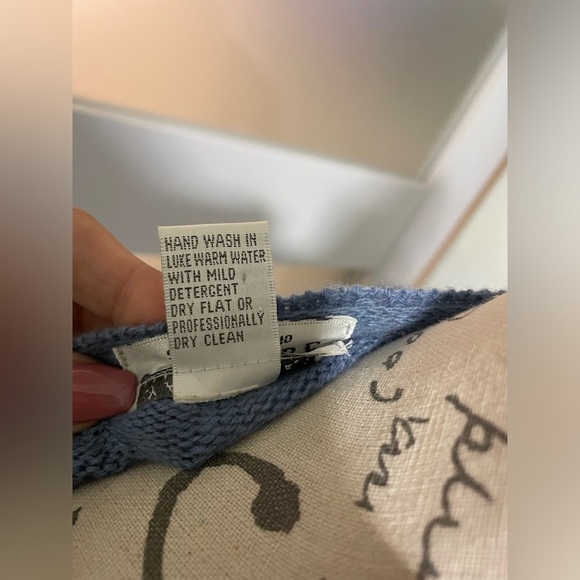 HAND WASH IN
LUKE WARM WATER
WITH MILD
DETERGENT
DRY FLAT OR
PROFESSIONALLY
DRY CLEAN